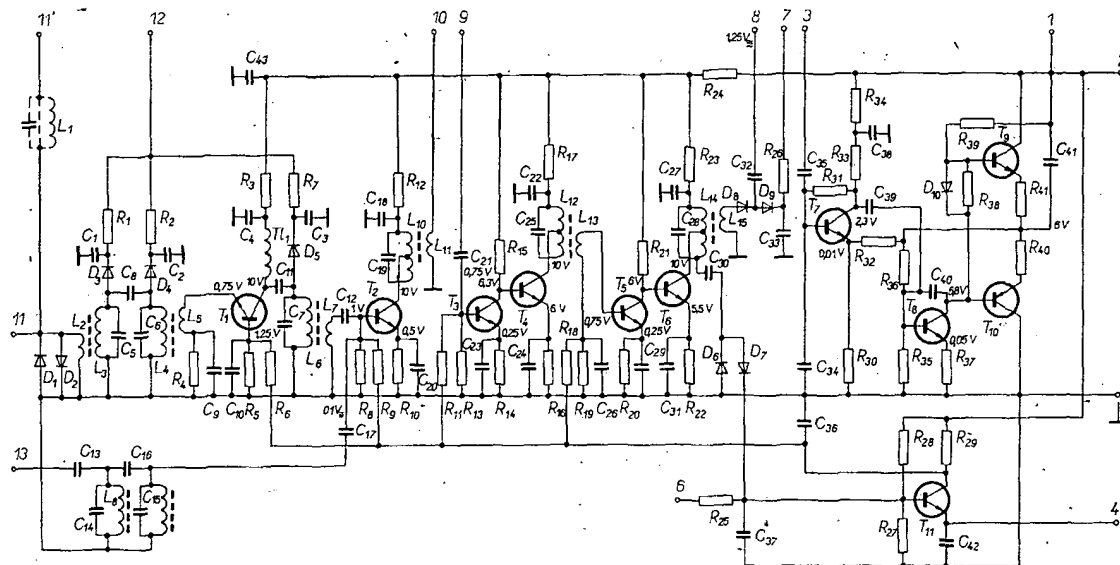 11'
12
10
9
8
7
3
1
1,25V
C43
R24
R34
L1
R3
R7
R12
R17
R23
C32
R26
C35
R33
C38
R39
T9
C41
R1
R2
C18
C22
C27
R31
D10
R38
R41
C1
C2
C4
Tl1
C3
L10
C25
L12
L13
C28
L14
D8
D9
L15
T7
C39
2,3V
6V
D3
C8
D4
D5
C19
L11
C21
R15
10V
R21
10V
C30
C33
0,01V
R32
R40
0,75V
10V
C11
10V
0,75V
6,3V
T5
6V
T6
R36
C40
5,8V
11
L2
C6
L5
T1
C7
L7
C12
1V
T2
T3
T4
6V
R18
0,75V
5,5V
T8
T10
C5
L3
L4
1,25V
L6
0,5V
0,25V
0,25V
0,05V
D1
D2
R4
C9
C10
R5
R6
0,1V
R8
R9
R10
C20
R11
C23
R13
R14
C24
R16
R19
C26
R20
C29
C31
R22
D6
D7
C34
R30
R35
R37
C17
C36
13
C13
C16
R28
R29
L8
C14
C15
6
R25
R27
T11
4
C37
C42